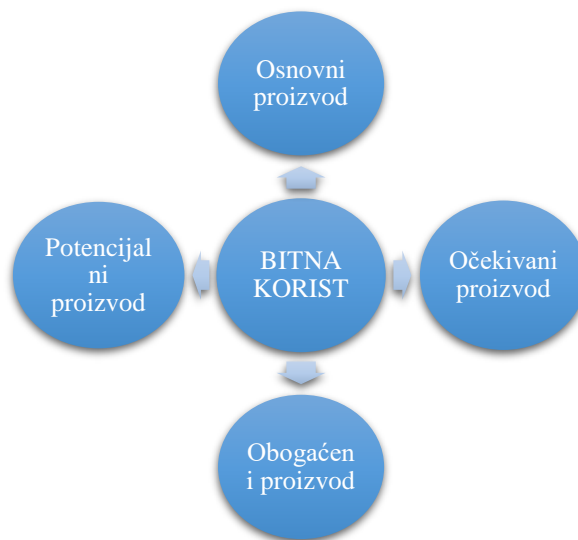 Osnovni
proizvod
Potencijal
ni
proizvod
BITNA
KORIST
Očekivani
proizvod
Obogaćen
i proizvod